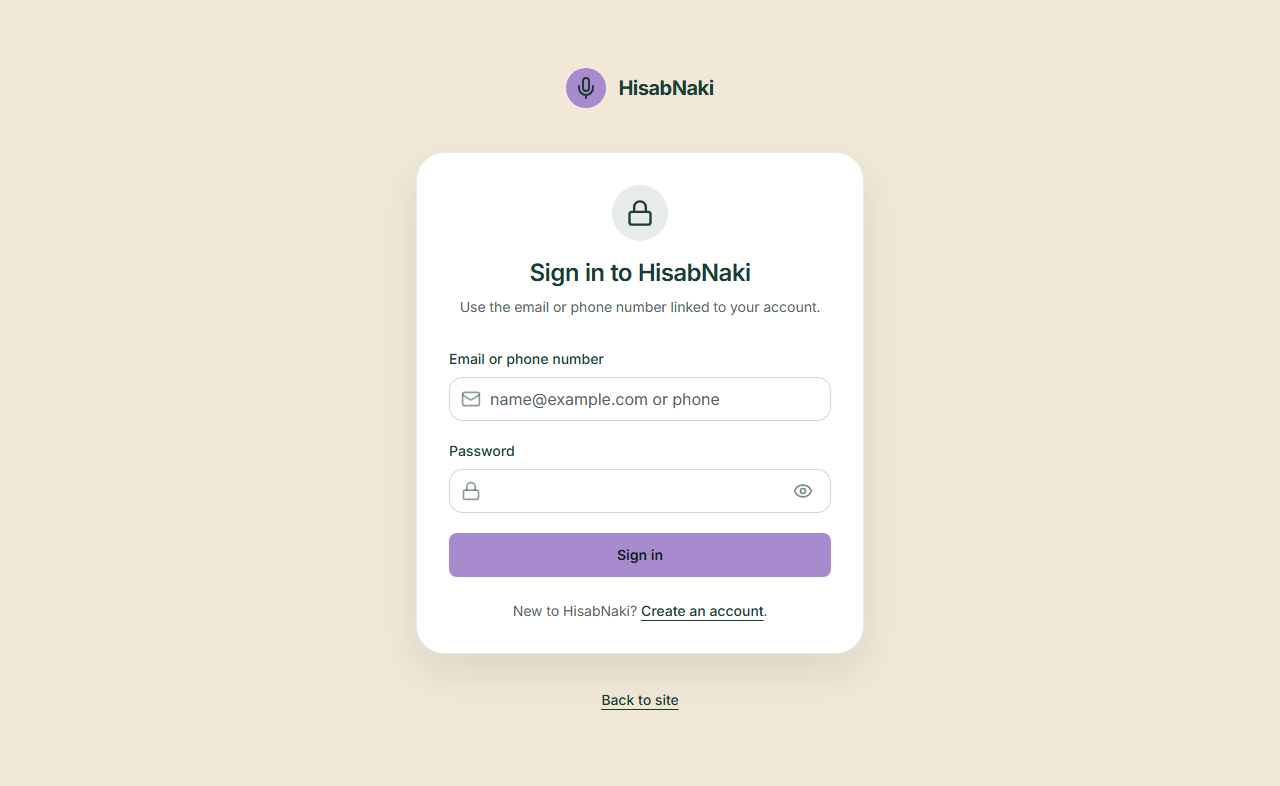 HisabNaki
Sign in to HisabNaki
Use the email or phone number linked to your account.
Email or phone number
name@example.com or phone
Password
Sign in
New to HisabNaki? Create an account.
Back to site